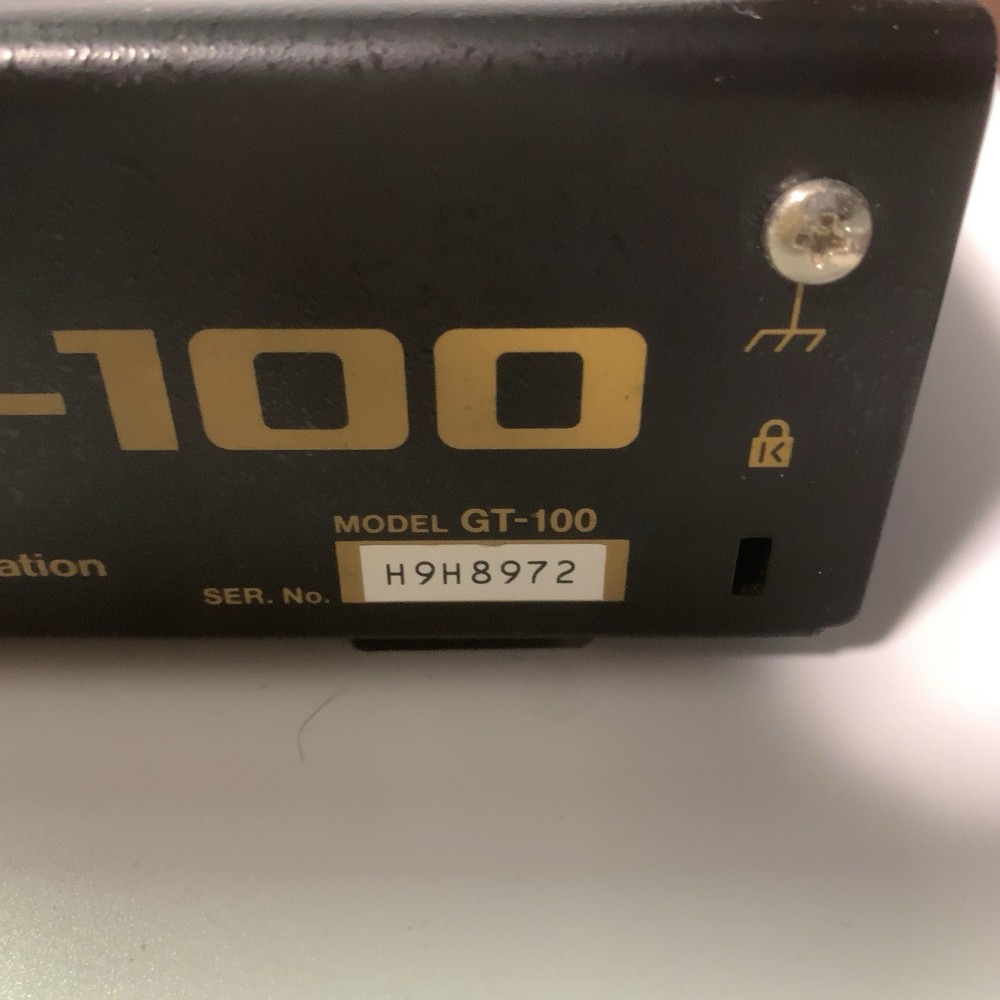 -100
MODEL GT-100
ation
SER. No. H9H8972
K